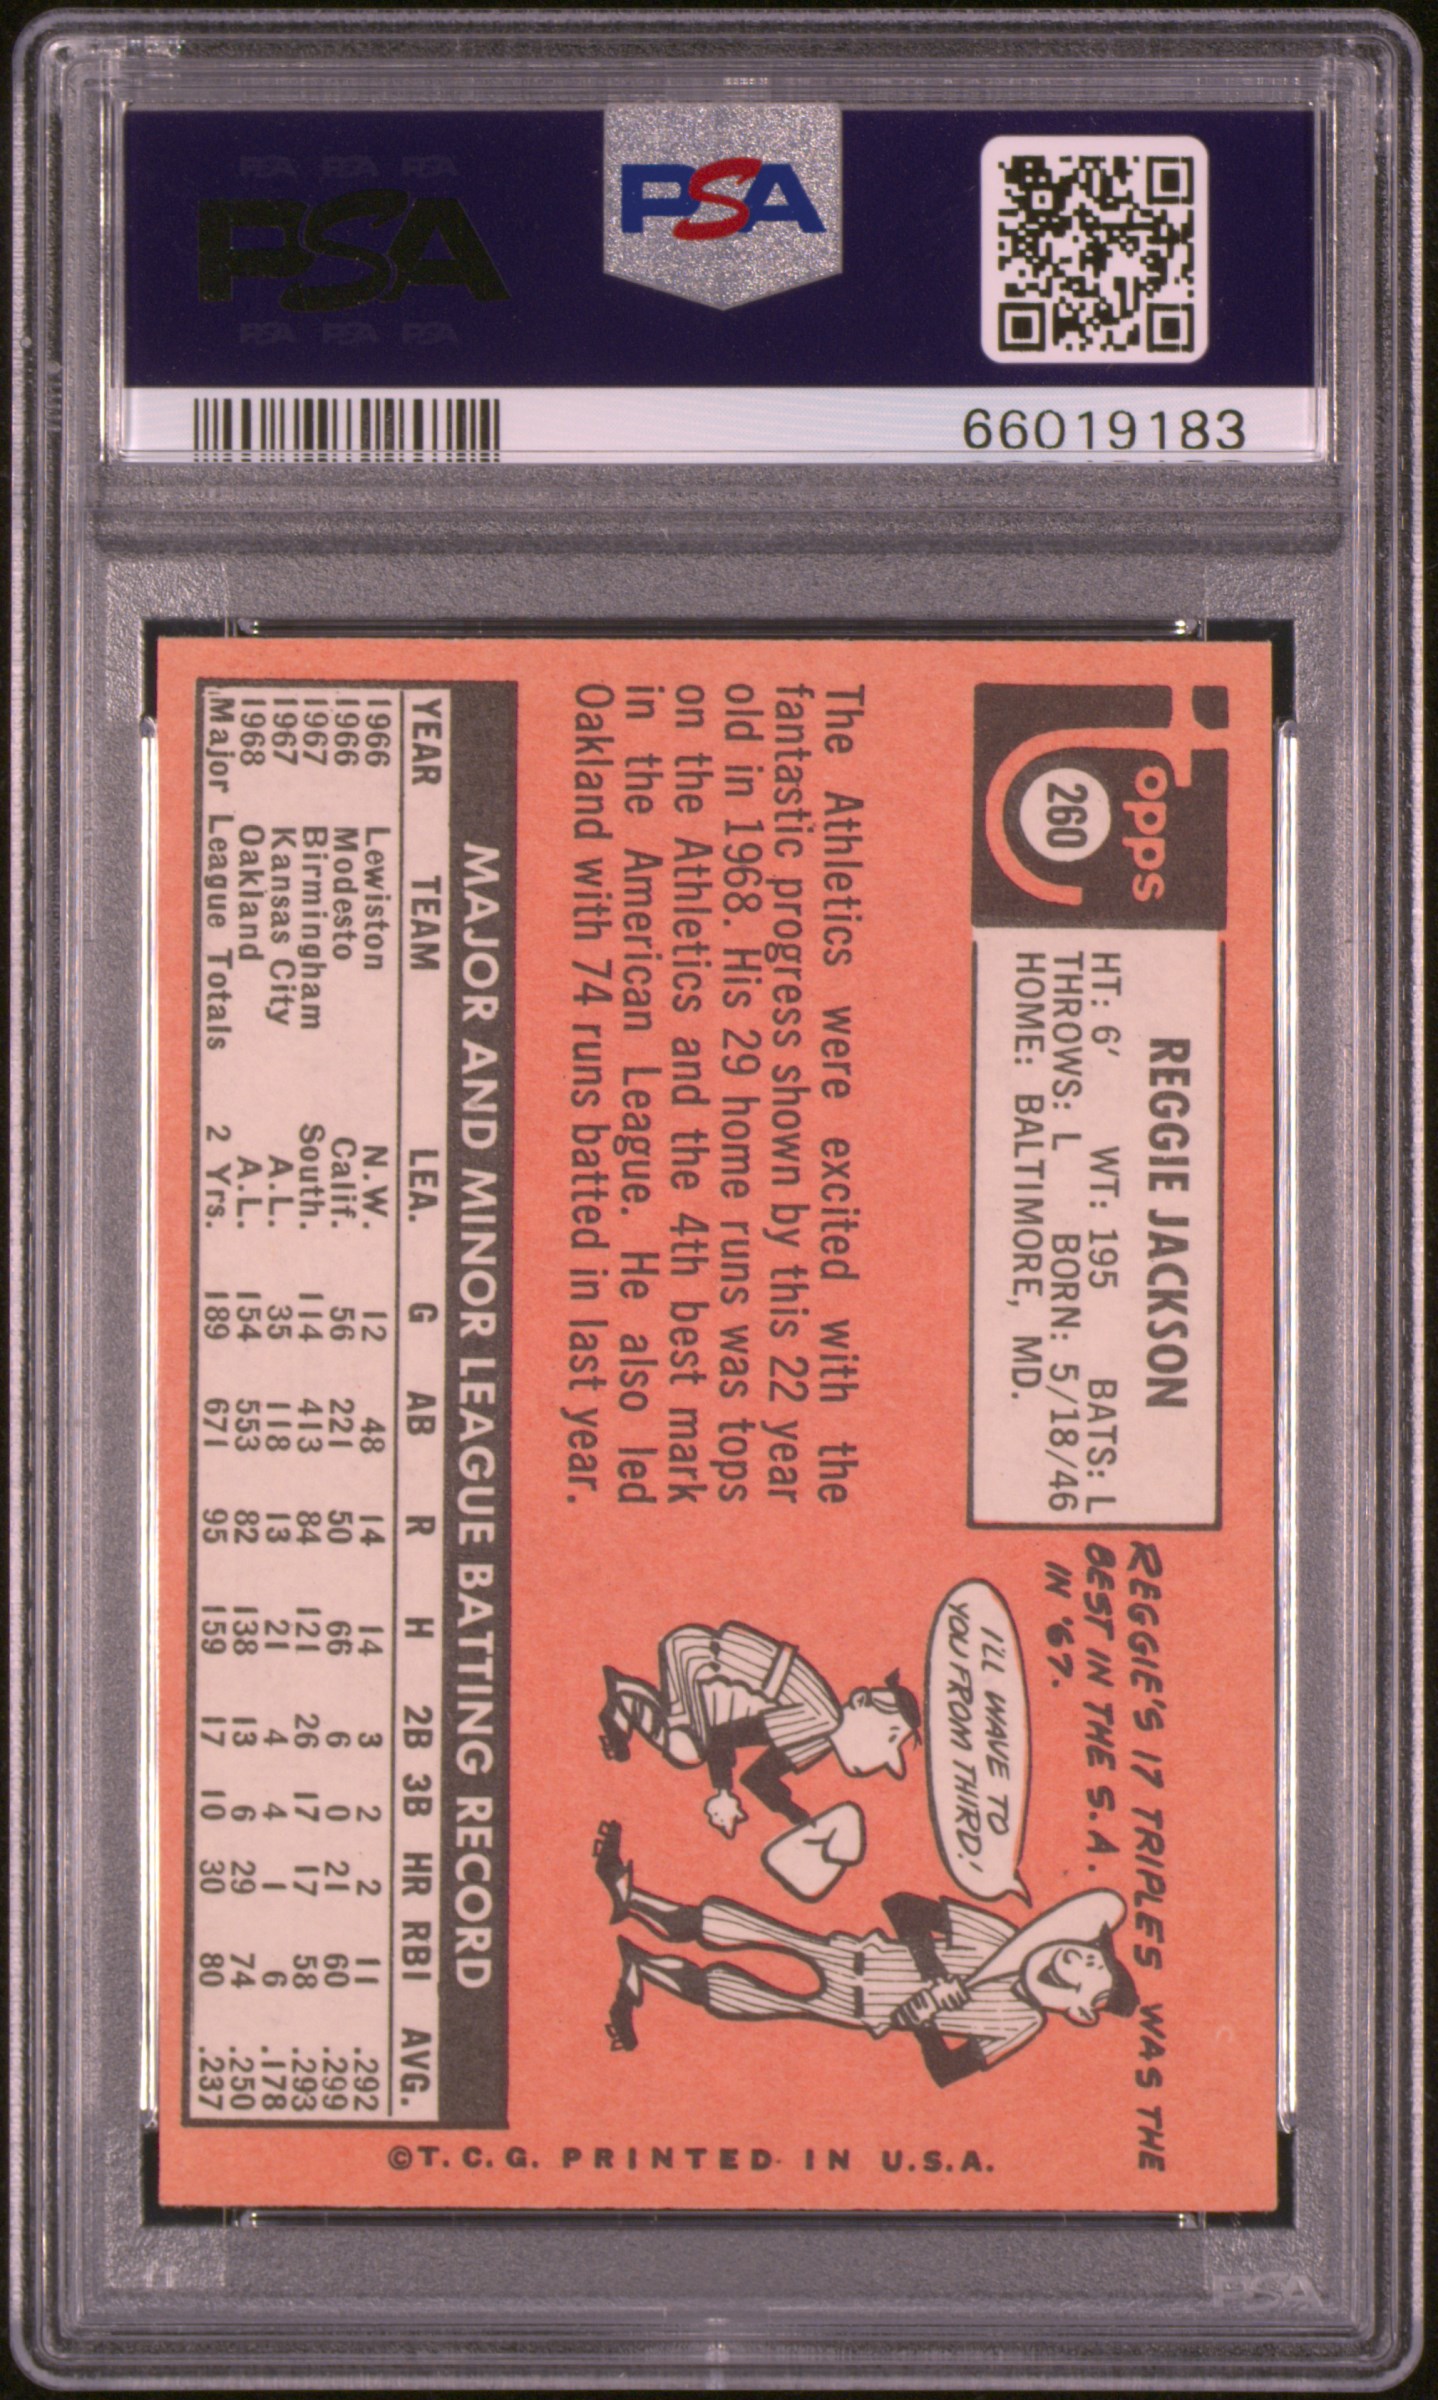 PSA PSA PSA
PSA
PSA PSA PSA
PSA
66019183
Topps
260
REGGIE JACKSON
HT: 6' WT: 195 BATS: L
THROWS: L BORN: 5/18/46
HOME: BALTIMORE, MD.
REGGIE'S 17 TRIPLES WAS THE
BEST IN THE S.A.
IN '67.
I'LL WAVE TO
YOU FROM THIRD!
The Athletics were excited with the
fantastic progress shown by this 22 year
old in 1968. His 29 home runs was tops
on the Athletics and the 4th best mark
in the American League. He also led
Oakland with 74 runs batted in last year.
MAJOR AND MINOR LEAGUE BATTING RECORD
YEAR TEAM LEA. G AB R H 2B 3B HR RBI AVG.
1966 Lewiston N.W. 12 48 14 14 3 2 2 11 .292
1966 Modesto Calif. 56 221 50 66 6 0 21 60 .299
1967 Birmingham South. 114 413 84 121 26 17 17 58 .293
1967 Kansas City A.L. 35 118 13 21 4 4 1 6 .178
1968 Oakland A.L. 154 553 82 138 13 6 29 74 .250
Major League Totals 2 Yrs. 189 671 95 159 17 10 30 80 .237
©T.C.G. PRINTED IN U.S.A.
PSA